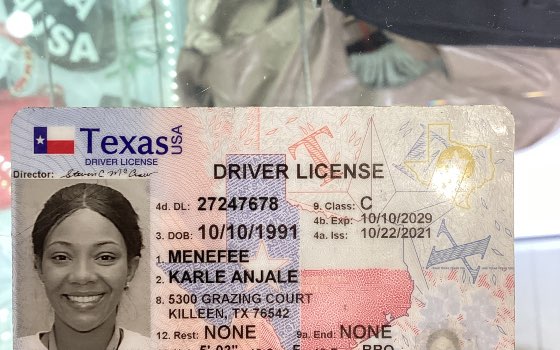 USA
Texas
USA
DRIVER LICENSE
Director: Steven C McCraw
DRIVER LICENSE
4d. DL: 27247678
9. Class: C
4b. Exp: 10/10/2029
3. DOB: 10/10/1991
4a. Iss: 10/22/2021
1. MENEFEE
2. KARLE ANJALE
8. 5300 GRAZING COURT
KILLEEN, TX 76542
12. Rest: NONE
9a. End: NONE